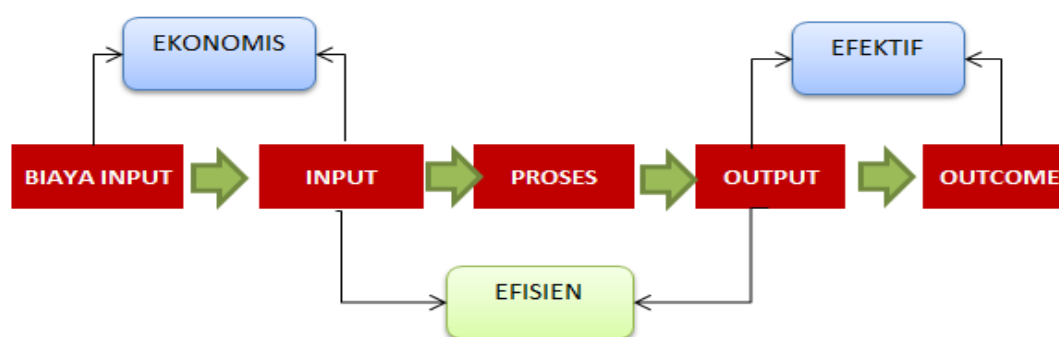 EKONOMIS
EFEKTIF
BIAYA INPUT
INPUT
PROSES
OUTPUT
OUTCOME
EFISIEN